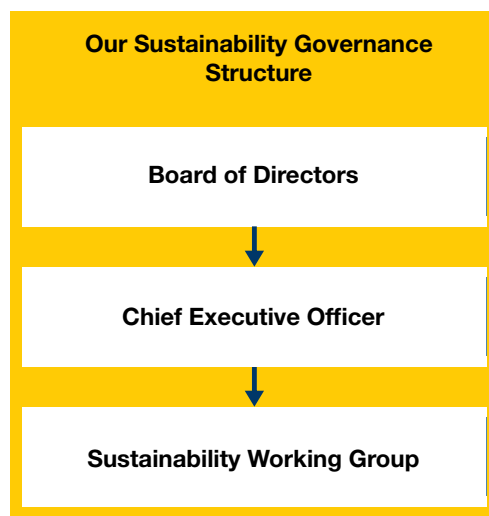 Our Sustainability Governance
Structure
Board of Directors
Chief Executive Officer
Sustainability Working Group